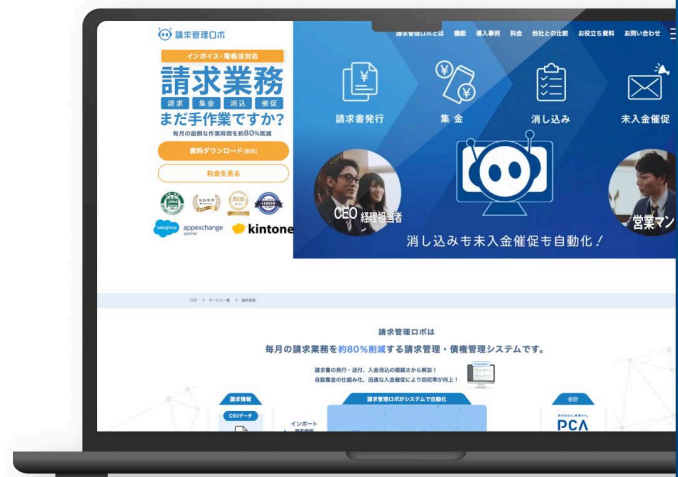 請求管理ロボ
請求管理ロボとは 機能 導入事例 料金 他社との比較 お役立ち資料 お問い合わせ
インボイス・電帳法対応
請求業務
請求 集金 消込 催促
まだ手作業ですか?
毎月の面倒な作業時間を約80%削減
資料ダウンロード(無料)
料金を見る
salesforce appexchange partner
kintone
請求書発行
集金
消し込み
未入金催促
CEO 経理担当者
営業マン
消し込みも未入金催促も自動化!
TOP > サービス一覧 > 請求管理
請求管理ロボは
毎月の請求業務を約80%削減する請求管理・債権管理システムです。
請求書の発行・送付、入金消込の煩雑さから解放!
自動集金の仕組み化、迅速な入金催促により回収率が向上!
請求情報
請求管理ロボがシステムで自動化
会計
CSVデータ
インポート
PCA